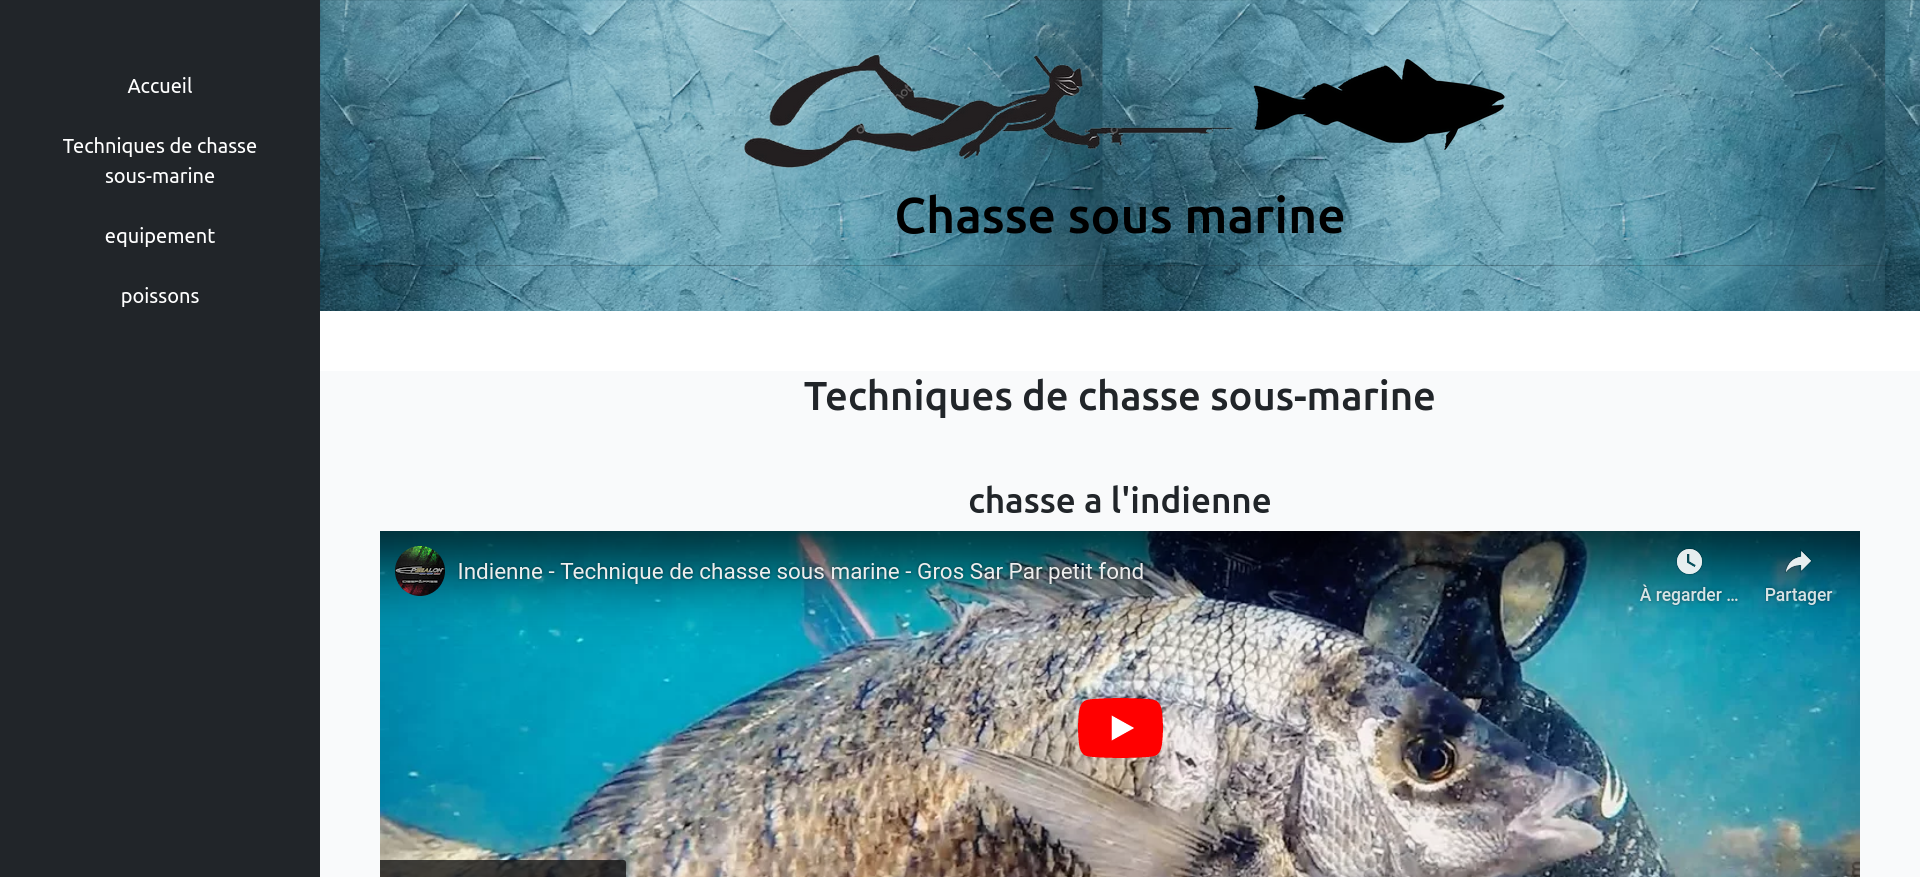 Accueil
Techniques de chasse
sous-marine
equipement
poissons
Chasse sous marine
Techniques de chasse sous-marine
chasse a l'indienne
Indienne - Technique de chasse sous marine - Gros Sar Par petit fond
À regarder ...
Partager